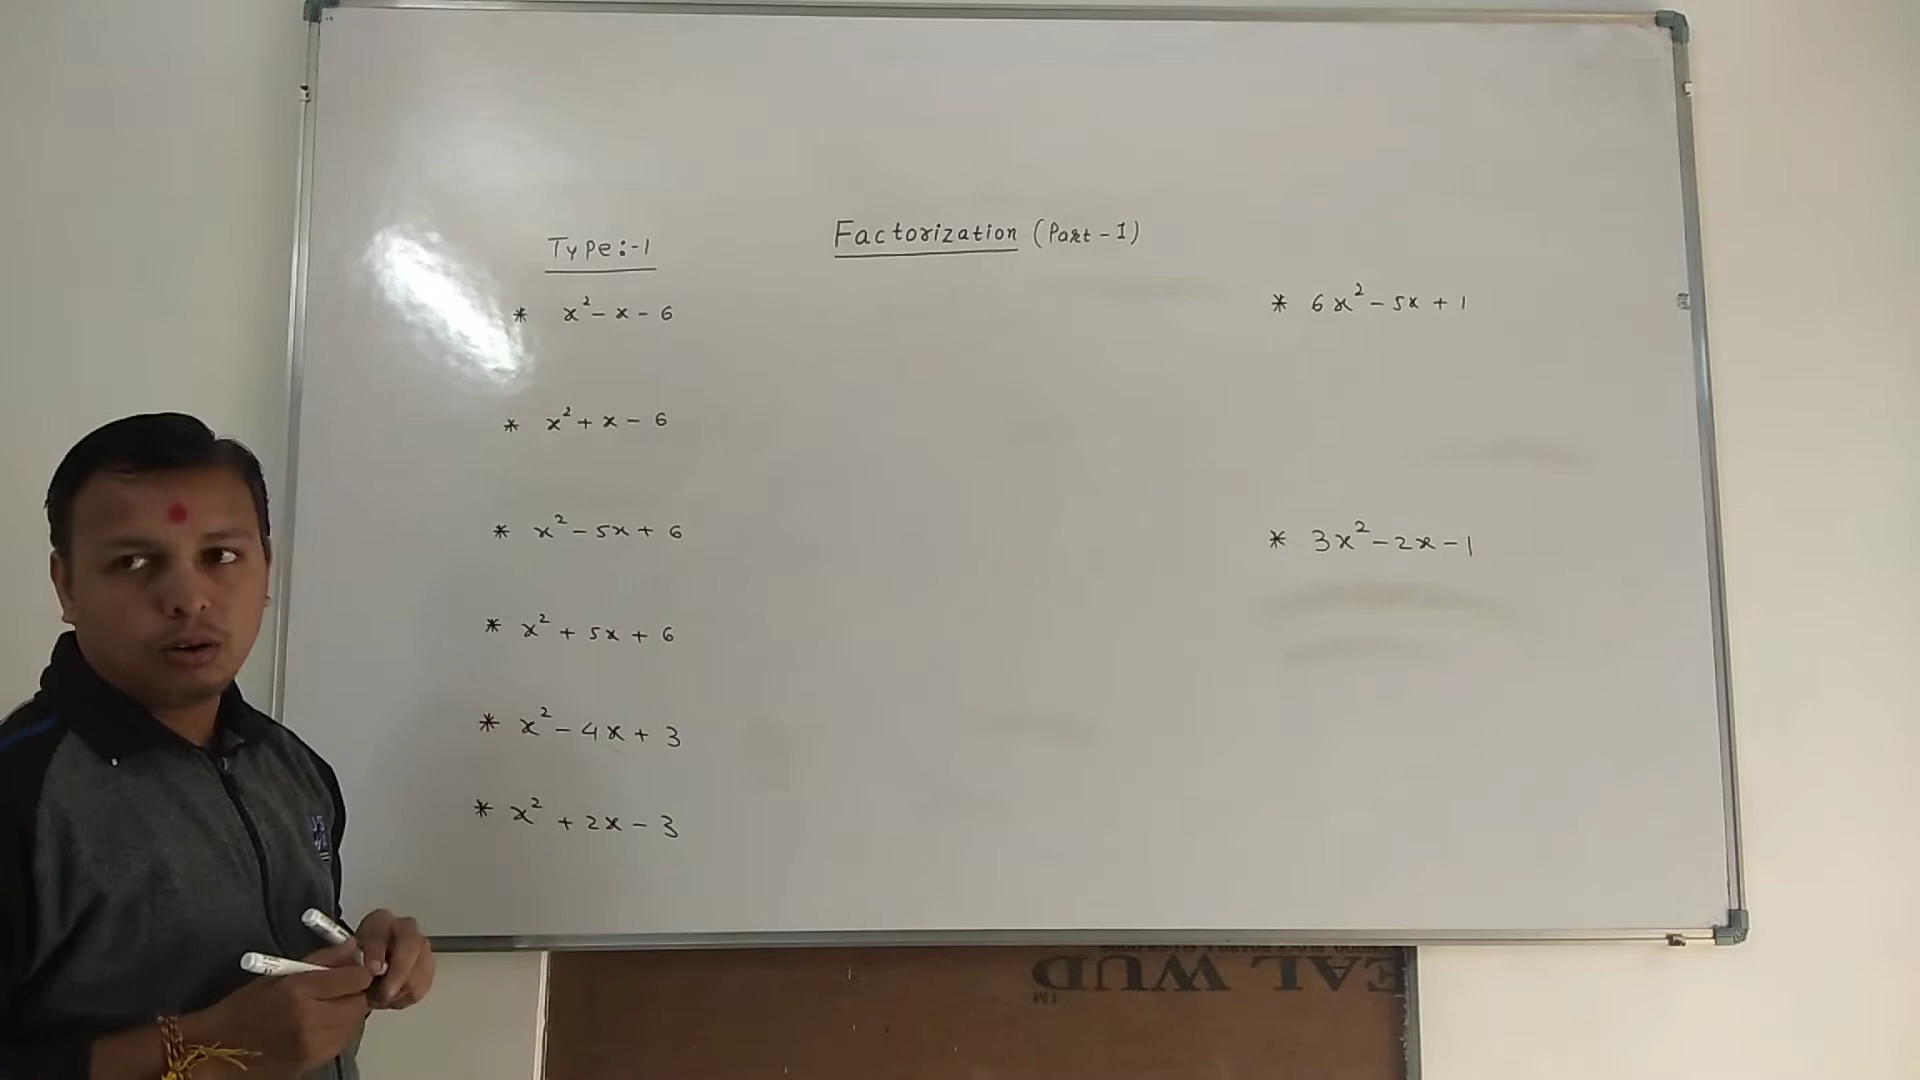 Factorization (Part - I)
Type:-1
* x² - x - 6
* x² + x - 6
* x² - 5x + 6
* x² + 5x + 6
* x² - 4x + 3
* x² + 2x - 3
* 6x² - 5x + 1
* 3x² - 2x - 1
EAL WUD
TM